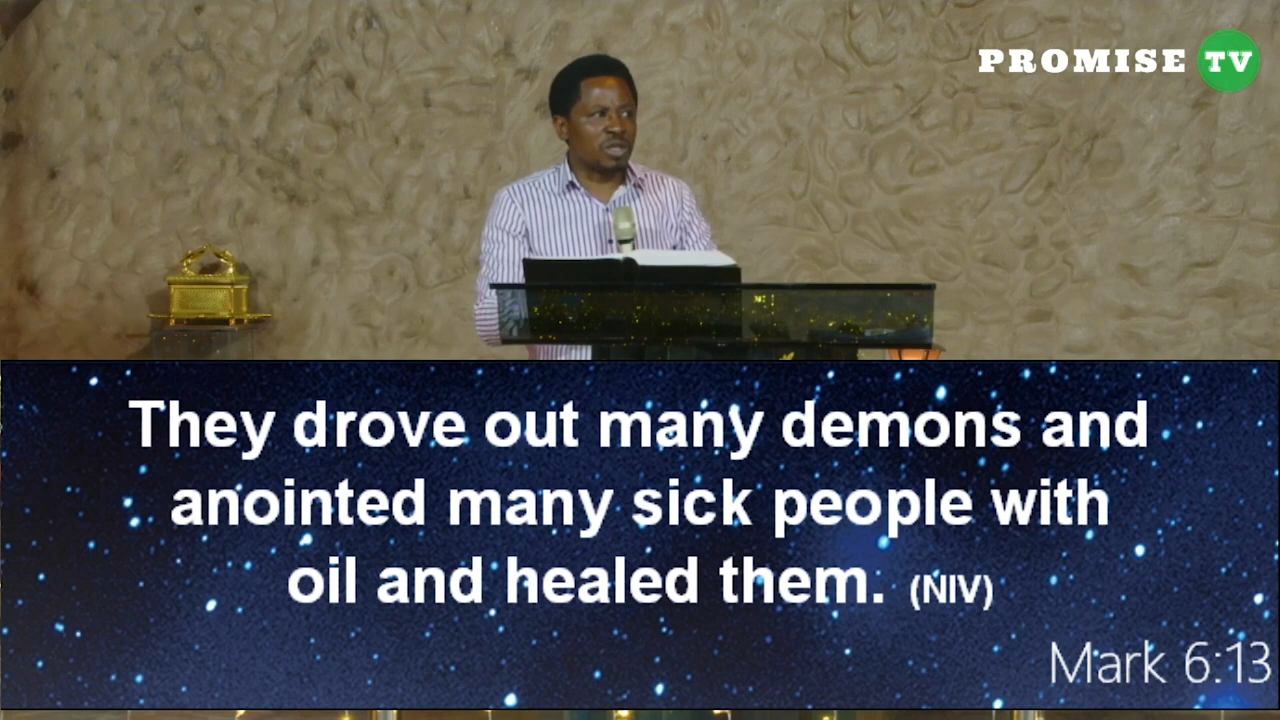 PROMISE TV
They drove out many demons and
anointed many sick people with
oil and healed them. (NIV)
Mark 6:13